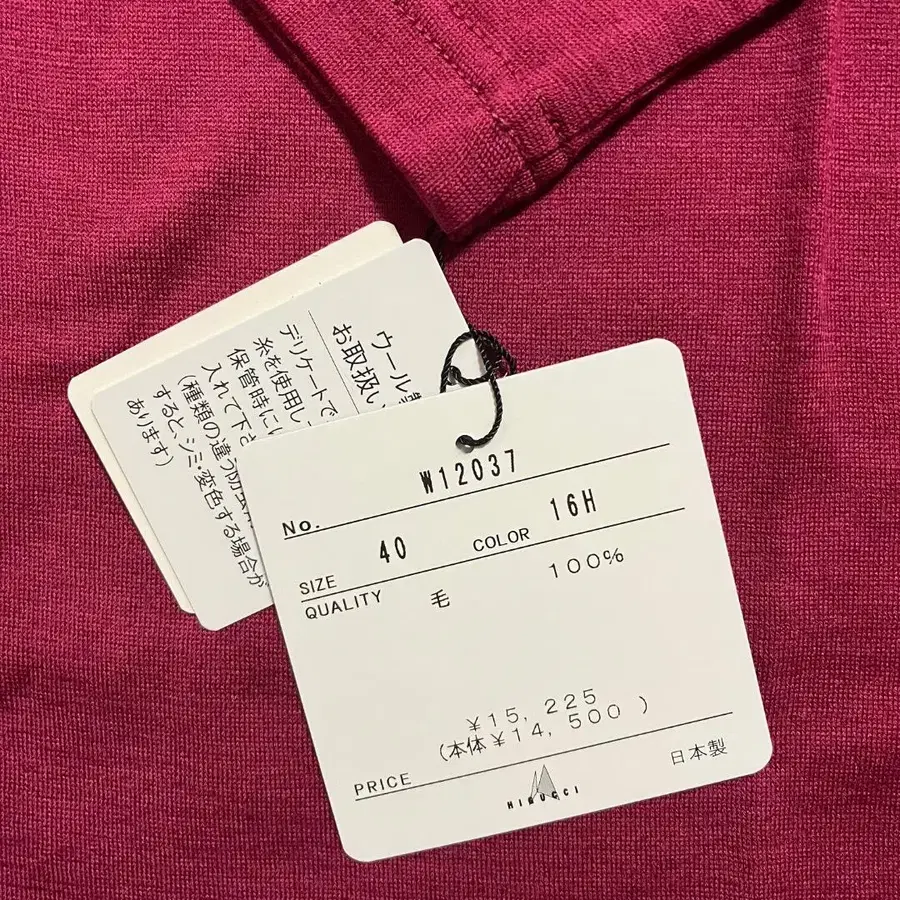 ウール製
お取扱い
デリケートで
糸を使用し
保管時に
入れて下さ
(種類の違う防虫剤
すると、シミ・変色する場合が
あります)
No. W12037
SIZE 40 COLOR 16H
QUALITY 毛 100%
¥15,225
(本体¥14,500)
PRICE 日本製
HIRUCCI